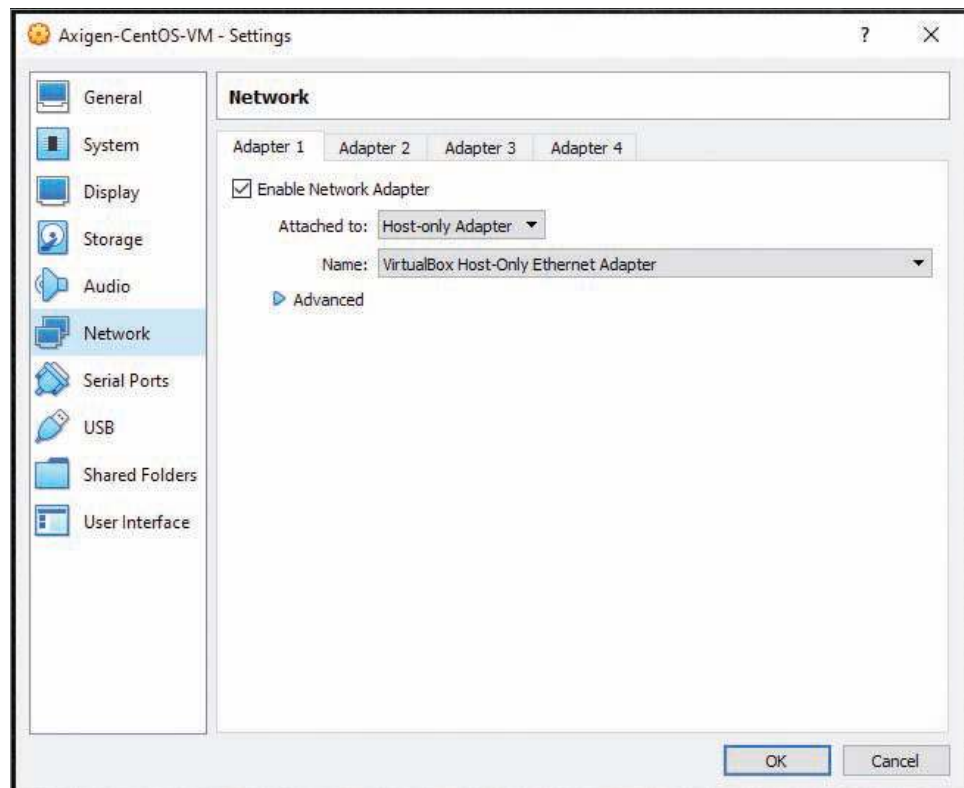 Axigen-CentOS-VM - Settings
?
General
System
Display
Storage
Audio
Network
Serial Ports
USB
Shared Folders
User Interface
Network
Adapter 1
Adapter 2
Adapter 3
Adapter 4
Enable Network Adapter
Attached to: Host-only Adapter
Name: VirtualBox Host-Only Ethernet Adapter
Advanced
OK
Cancel